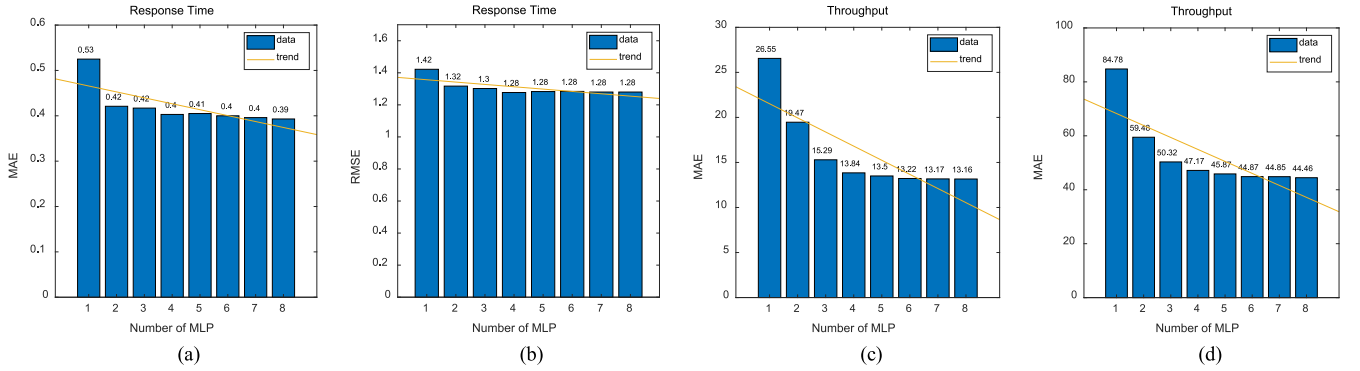 Response Time
data
trend
0.53
0.42
0.42
0.4
0.41
0.4
0.4
0.39
0.6
0.5
0.4
0.3
0.2
0.1
0
MAE
1 2 3 4 5 6 7 8
Number of MLP
(a)
Response Time
data
trend
1.42
1.32
1.3
1.28
1.28
1.28
1.28
1.28
1.6
1.4
1.2
1
0.8
0.6
0.4
0.2
0
RMSE
1 2 3 4 5 6 7 8
Number of MLP
(b)
Throughput
data
trend
26.55
19.47
15.29
13.84
13.5
13.22
13.17
13.16
30
25
20
15
10
5
0
MAE
1 2 3 4 5 6 7 8
Number of MLP
(c)
Throughput
data
trend
84.78
59.48
50.32
47.17
45.87
44.87
44.85
44.46
100
80
60
40
20
0
MAE
1 2 3 4 5 6 7 8
Number of MLP
(d)